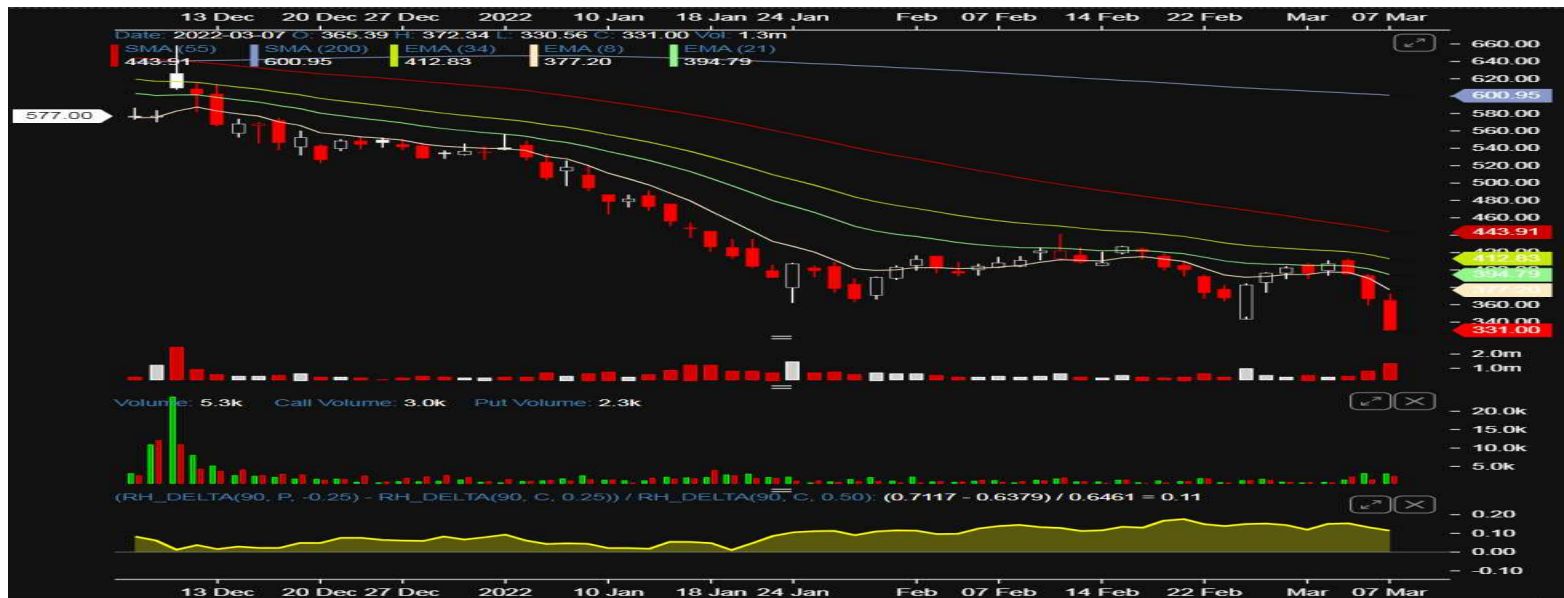 13 Dec 20 Dec 27 Dec 2022 10 Jan 18 Jan 24 Jan Feb 07 Feb 14 Feb 22 Feb Mar 07 Mar
Date: 2022-03-07 O: 365.39 H: 372.34 L: 330.56 C: 331.00 Vol: 1.3m
SMA (55) SMA (200) EMA (34) EMA (8) EMA (21)
443.91 600.95 412.83 377.20 394.79
660.00
640.00
620.00
600.95
577.00
580.00
560.00
540.00
520.00
500.00
480.00
460.00
443.91
420.00
412.83
394.79
377.20
360.00
340.00
331.00
2.0m
1.0m
Volume: 5.3k Call Volume: 3.0k Put Volume: 2.3k
20.0k
15.0k
10.0k
5.0k
(RH_DELTA(90, P, -0.25) - RH_DELTA(90, C, 0.25)) / RH_DELTA(90, C, 0.50): (0.7117 - 0.6379) / 0.6461 = 0.11
0.20
0.10
0.00
-0.10
13 Dec 20 Dec 27 Dec 2022 10 Jan 18 Jan 24 Jan Feb 07 Feb 14 Feb 22 Feb Mar 07 Mar